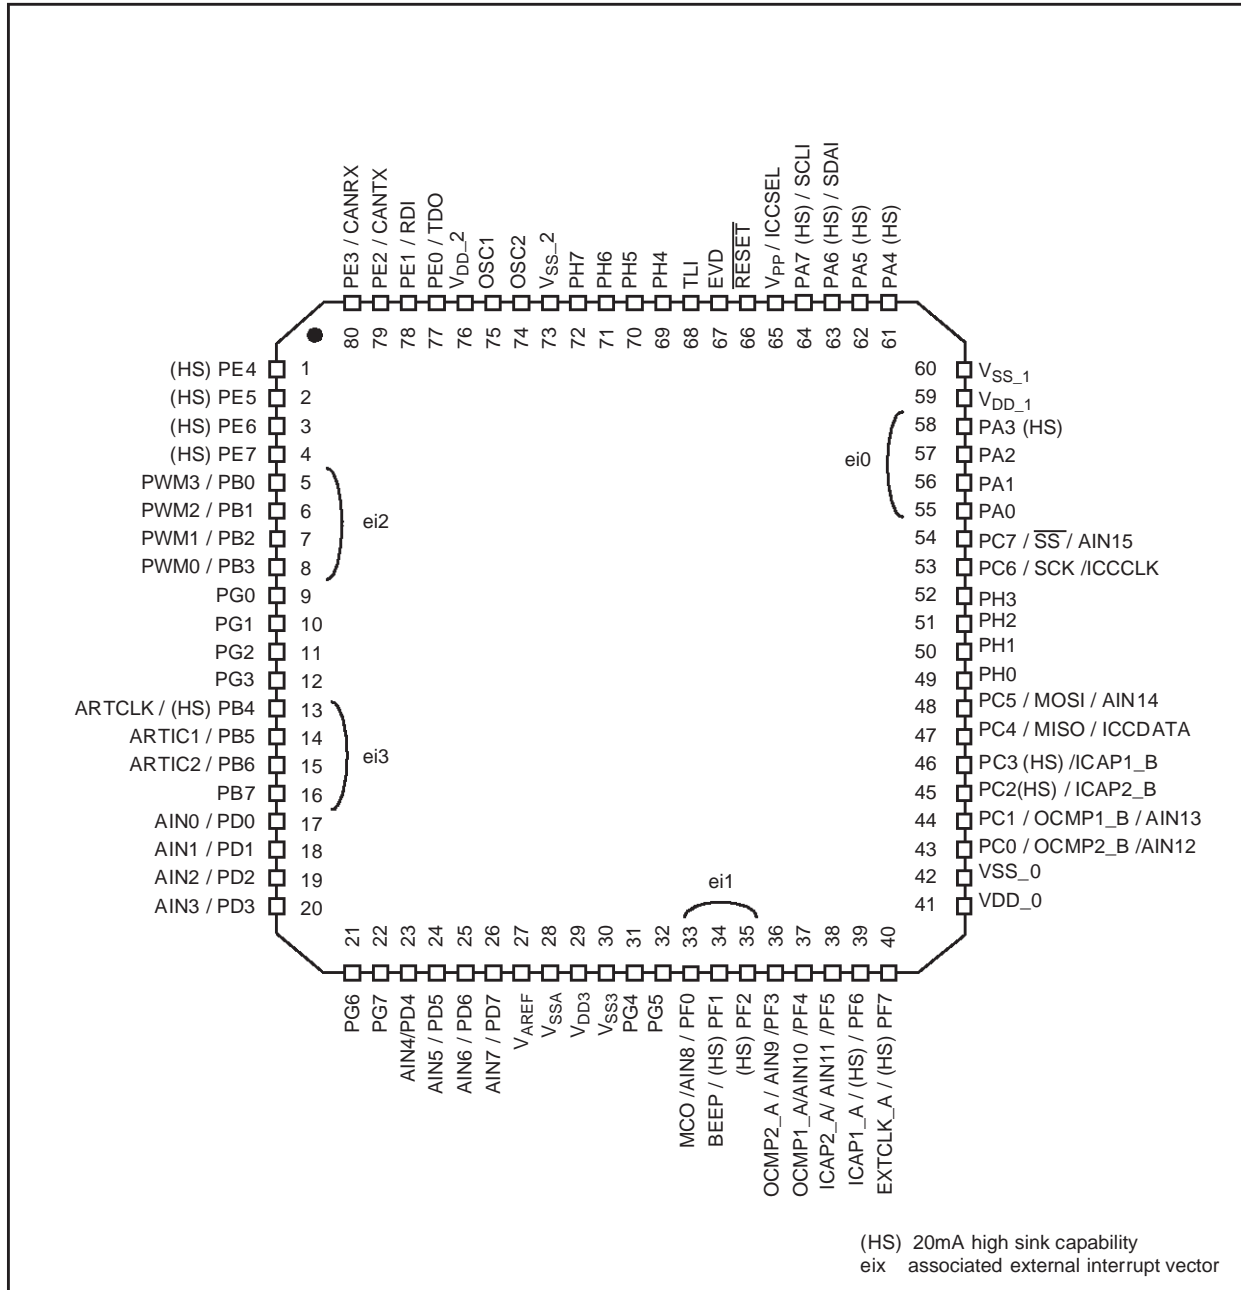 PE3 / CANRX
PE2 / CANTX
PE1 / RDI
PE0 / TDO
VDD_2
OSC1
OSC2
VSS_2
PH7
PH6
PH5
PH4
TLI
EVD
RESET
VPP / ICCSEL
PA7 (HS) / SCLI
PA6 (HS) / SDAI
PA5 (HS)
PA4 (HS)
80 79 78 77 76 75 74 73 72 71 70 69 68 67 66 65 64 63 62 61
(HS) PE4 1
(HS) PE5 2
(HS) PE6 3
(HS) PE7 4
PWM3 / PB0 5
PWM2 / PB1 6
PWM1 / PB2 7
PWM0 / PB3 8
ei2
PG0 9
PG1 10
PG2 11
PG3 12
ARTCLK / (HS) PB4 13
ARTIC1 / PB5 14
ARTIC2 / PB6 15
PB7 16
ei3
AIN0 / PD0 17
AIN1 / PD1 18
AIN2 / PD2 19
AIN3 / PD3 20
60 VSS_1
59 VDD_1
58 PA3 (HS)
57 PA2
56 PA1
55 PA0
ei0
54 PC7 / SS / AIN15
53 PC6 / SCK /ICCCLK
52 PH3
51 PH2
50 PH1
49 PH0
48 PC5 / MOSI / AIN14
47 PC4 / MISO / ICCDATA
46 PC3 (HS) /ICAP1_B
45 PC2(HS) / ICAP2_B
44 PC1 / OCMP1_B / AIN13
43 PC0 / OCMP2_B /AIN12
42 VSS_0
41 VDD_0
ei1
21 22 23 24 25 26 27 28 29 30 31 32 33 34 35 36 37 38 39 40
PG6
PG7
AIN4/PD4
AIN5 / PD5
AIN6 / PD6
AIN7 / PD7
VAREF
VSSA
VDD3
VSS3
PG4
PG5
MCO /AIN8 / PF0
BEEP / (HS) PF1
(HS) PF2
OCMP2_A / AIN9 /PF3
OCMP1_A/AIN10 /PF4
ICAP2_A/ AIN11 /PF5
ICAP1_A / (HS) / PF6
EXTCLK_A / (HS) PF7
(HS) 20mA high sink capability
eix associated external interrupt vector